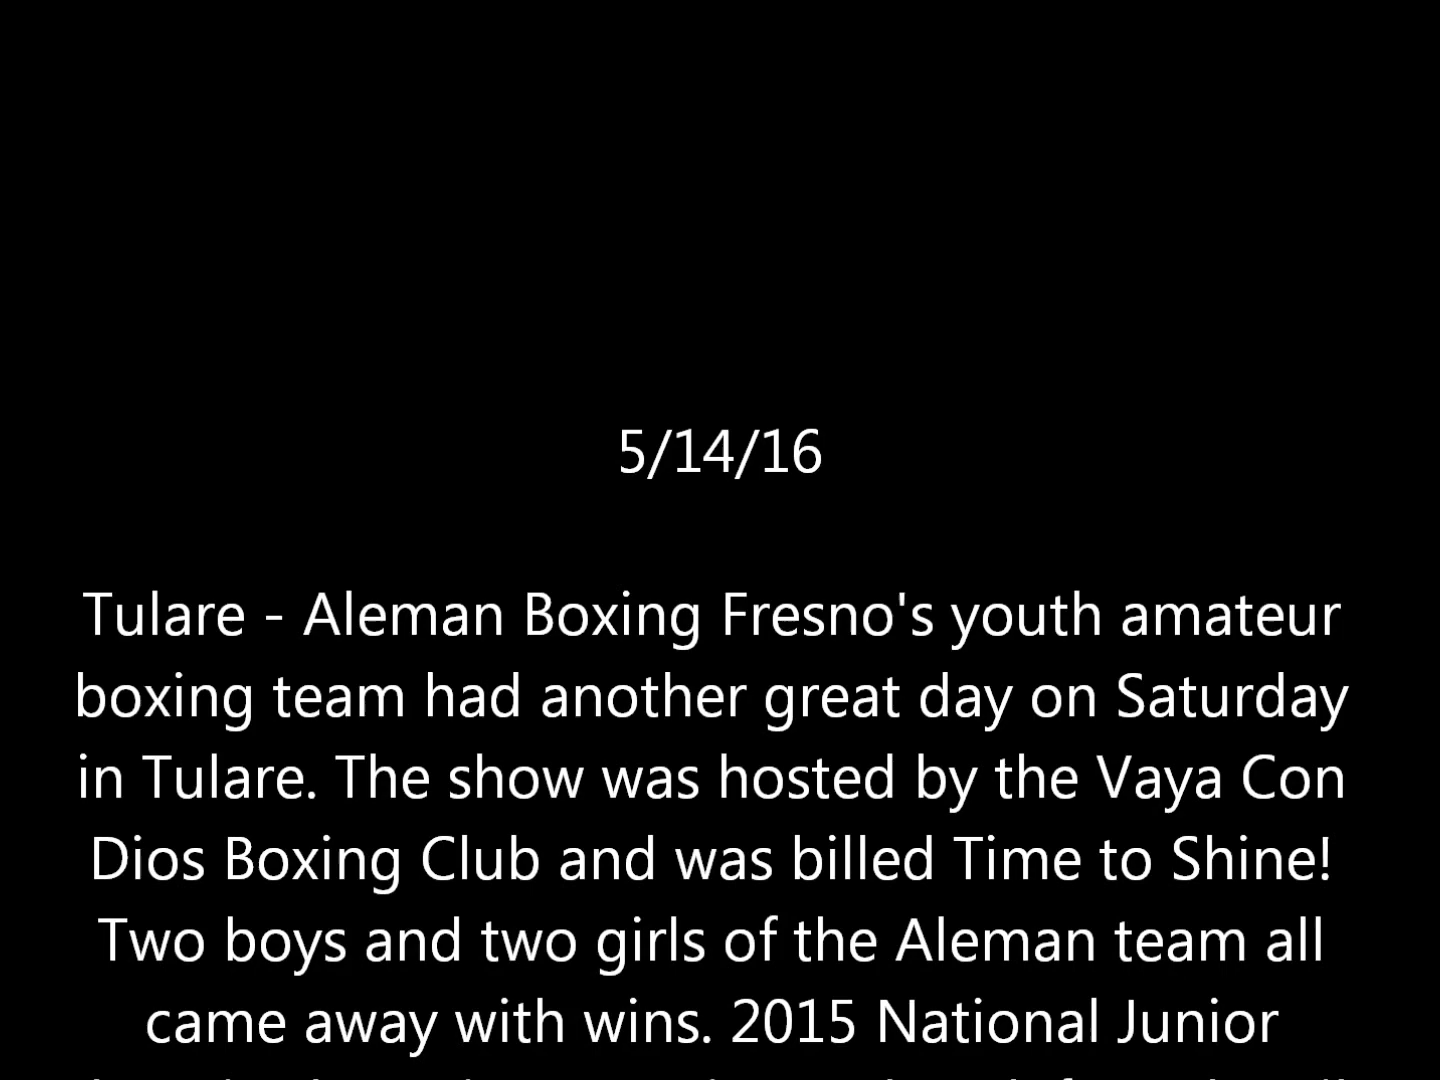 5/14/16
Tulare - Aleman Boxing Fresno's youth amateur
boxing team had another great day on Saturday
in Tulare. The show was hosted by the Vaya Con
Dios Boxing Club and was billed Time to Shine!
Two boys and two girls of the Aleman team all
came away with wins. 2015 National Junior